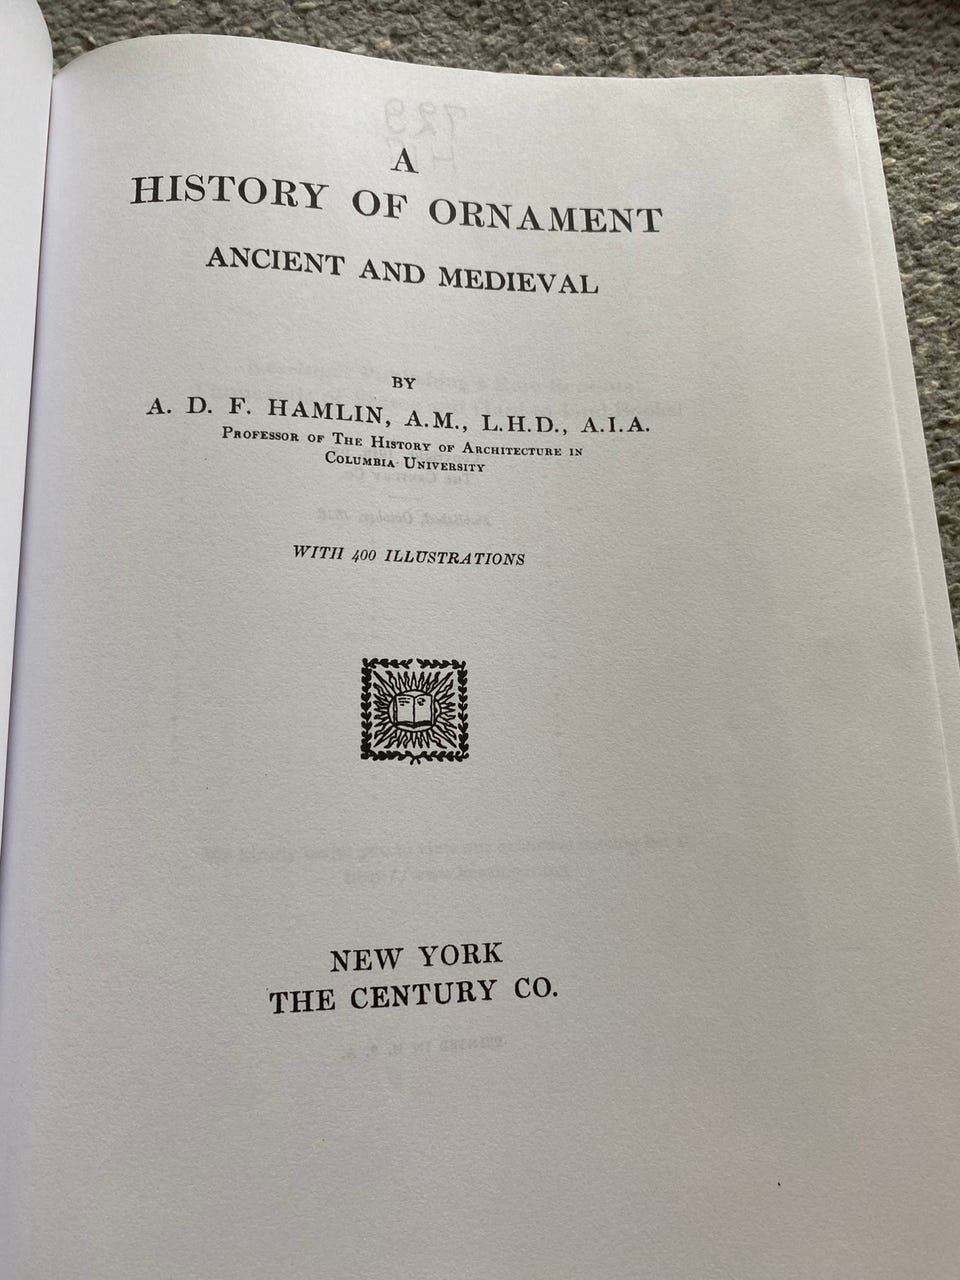 A
HISTORY OF ORNAMENT
ANCIENT AND MEDIEVAL
BY
A. D. F. HAMLIN, A.M., L.H.D., A.I.A.
PROFESSOR OF THE HISTORY OF ARCHITECTURE IN
COLUMBIA UNIVERSITY
WITH 400 ILLUSTRATIONS
NEW YORK
THE CENTURY CO.